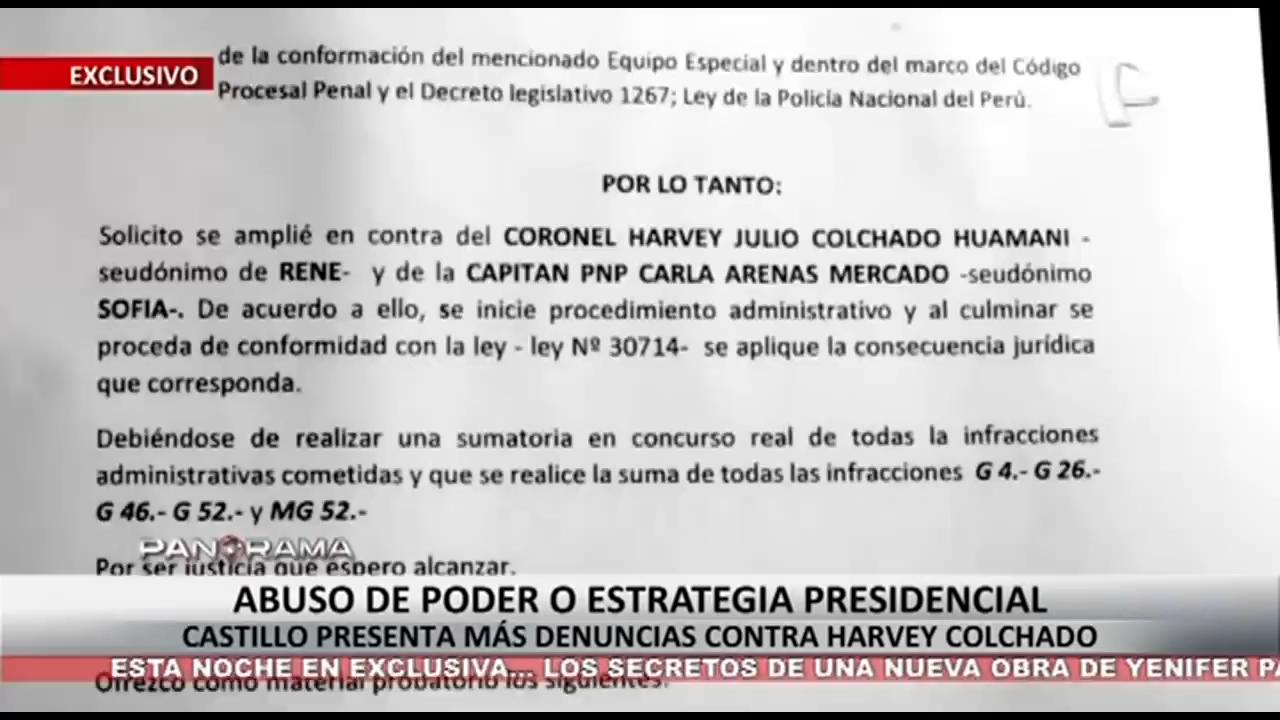 de la conformación del mencionado Equipo Especial y dentro del marco del Código
EXCLUSIVO
Procesal Penal y el Decreto legislativo 1267; Ley de la Policía Nacional del Perú.
POR LO TANTO:
Solicito se amplié en contra del CORONEL HARVEY JULIO COLCHADO HUAMANI -
seudónimo de RENE- y de la CAPITAN PNP CARLA ARENAS MERCADO -seudónimo
SOFIA-. De acuerdo a ello, se inicie procedimiento administrativo y al culminar se
proceda de conformidad con la ley - ley Nº 30714- se aplique la consecuencia jurídica
que corresponda.
Debiéndose de realizar una sumatoria en concurso real de todas la infracciones
administrativas cometidas y que se realice la suma de todas las infracciones G 4.- G 26.-
G 46.- G 52.- y MG 52.-
PANORAMA
Por ser justicia que espero alcanzar.
ABUSO DE PODER O ESTRATEGIA PRESIDENCIAL
CASTILLO PRESENTA MÁS DENUNCIAS CONTRA HARVEY COLCHADO
ESTA NOCHE EN EXCLUSIVA... LOS SECRETOS DE UNA NUEVA OBRA DE YENIFER PA
Ofrezco como material probatorio los siguientes: